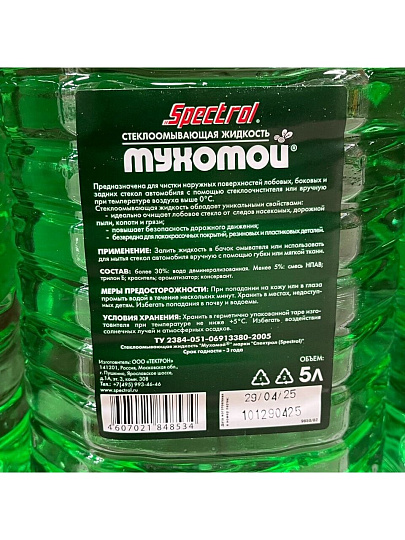 Spectrol®
СТЕКЛООМЫВАЮЩАЯ ЖИДКОСТЬ
МУХОМОЙ®
Предназначена для чистки наружных поверхностей лобовых, боковых и
задних стекол автомобиля с помощью стеклоочистителя или вручную
при температуре воздуха выше 0°С.
Стеклоомывающая жидкость обладает уникальными свойствами:
- идеально очищает лобовое стекло от следов насекомых, дорожной
пыли, копоти и грязи;
- повышает безопасность дорожного движения;
- безвредна для лакокрасочных покрытий, резиновых и пластиковых деталей.
ПРИМЕНЕНИЕ: Залить жидкость в бачок омывателя или использовать
для мытья стекол автомобиля вручную с помощью губки или мягкой ткани.
СОСТАВ: более 30%: вода деминерализованная. Менее 5%: смесь НПАВ;
трилон Б; краситель; ароматизатор; консервант.
МЕРЫ ПРЕДОСТОРОЖНОСТИ: При попадании на кожу или в глаза
промыть водой в течение нескольких минут. Хранить в местах, недоступ-
ных детям. Избегать попадания в почву и водоемы.
УСЛОВИЯ ХРАНЕНИЯ: Хранить в герметично упакованной таре изго-
товителя при температуре не ниже +5°С. Избегать воздействия
солнечных лучей и атмосферных осадков.
ТУ 2384-051-06913380-2005
Стеклоомывающая жидкость "Мухомой®" марки "Спектрол (Spectrol)"
Срок годности - 3 года
Изготовитель: ООО «ТЕКТРОН»
141201, Россия, Московская обл.,
г. Пушкино, Ярославское шоссе,
д.1А, эт. 3, ком. 308
Тел.: +7(495) 993-46-46
www.spectrol.ru
ОБЪЕМ:
5л
4607021848534
29/04/25
101290425